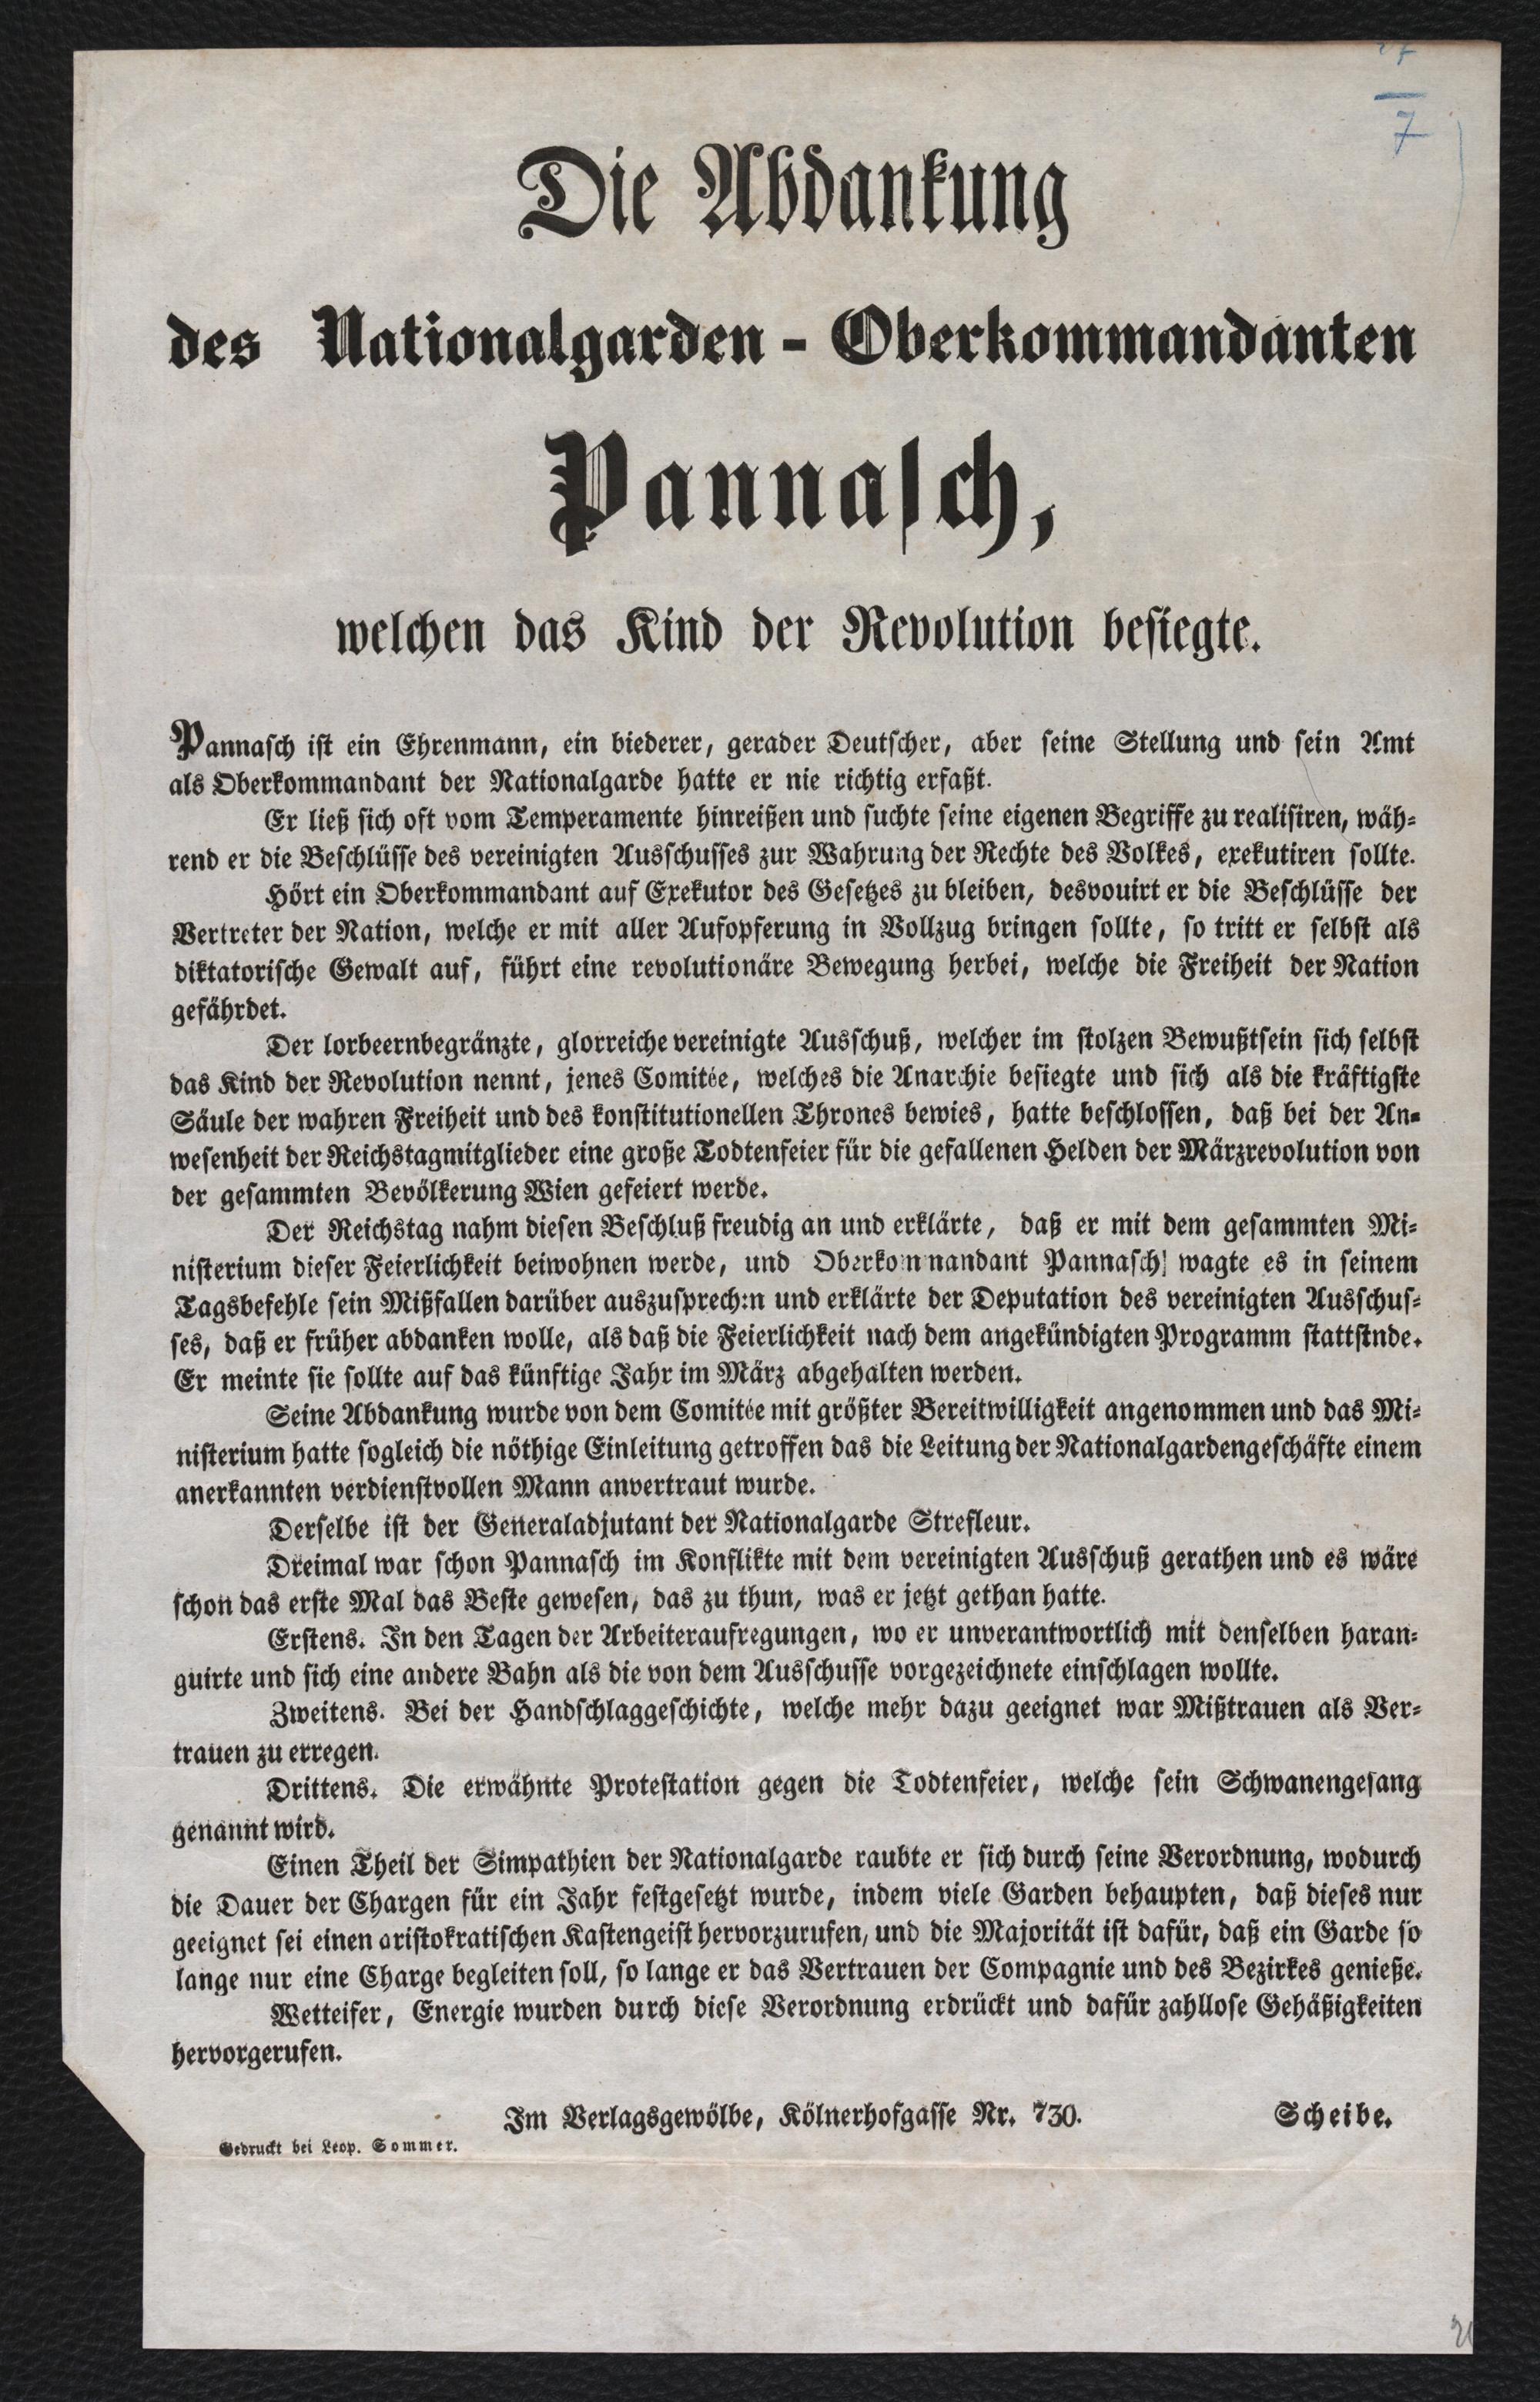 27
7
Die Abdankung
des Nationalgarden-Oberkommandanten
Pannasch,
welchen das Kind der Revolution besiegte.
Pannasch ist ein Ehrenmann, ein biederer, gerader Deutscher, aber seine Stellung und sein Amt
als Oberkommandant der Nationalgarde hatte er nie richtig erfaßt.
Er ließ sich oft vom Temperamente hinreißen und suchte seine eigenen Begriffe zu realisiren, wäh-
rend er die Beschlüsse des vereinigten Ausschusses zur Wahrung der Rechte des Volkes, exekutiren sollte.
Hört ein Oberkommandant auf Exekutor des Gesetzes zu bleiben, desvouirt er die Beschlüsse der
Vertreter der Nation, welche er mit aller Aufopferung in Vollzug bringen sollte, so tritt er selbst als
diktatorische Gewalt auf, führt eine revolutionäre Bewegung herbei, welche die Freiheit der Nation
gefährdet.
Der lorbeernbegränzte, glorreiche vereinigte Ausschuß, welcher im stolzen Bewußtsein sich selbst
das Kind der Revolution nennt, jenes Comitée, welches die Anarchie besiegte und sich als die kräftigste
Säule der wahren Freiheit und des konstitutionellen Thrones bewies, hatte beschlossen, daß bei der An-
wesenheit der Reichstagmitglieder eine große Todtenfeier für die gefallenen Helden der Märzrevolution von
der gesammten Bevölkerung Wien gefeiert werde.
Der Reichstag nahm diesen Beschluß freudig an und erklärte, daß er mit dem gesammten Mi-
nisterium dieser Feierlichkeit beiwohnen werde, und Oberkommandant Pannasch wagte es in seinem
Tagsbefehle sein Mißfallen darüber auszusprechen und erklärte der Deputation des vereinigten Ausschus-
ses, daß er früher abdanken wolle, als daß die Feierlichkeit nach dem angekündigten Programm stattfinde.
Er meinte sie sollte auf das künftige Jahr im März abgehalten werden.
Seine Abdankung wurde von dem Comitée mit größter Bereitwilligkeit angenommen und das Mi-
nisterium hatte sogleich die nöthige Einleitung getroffen das die Leitung der Nationalgardengeschäfte einem
anerkannten verdienstvollen Mann anvertraut wurde.
Derselbe ist der Generaladjutant der Nationalgarde Strefleur.
Dreimal war schon Pannasch im Konflikte mit dem vereinigten Ausschuß gerathen und es wäre
schon das erste Mal das Beste gewesen, das zu thun, was er jetzt gethan hatte.
Erstens. In den Tagen der Arbeiteraufregungen, wo er unverantwortlich mit denselben haran-
guirte und sich eine andere Bahn als die von dem Ausschusse vorgezeichnete einschlagen wollte.
Zweitens. Bei der Handschlaggeschichte, welche mehr dazu geeignet war Mißtrauen als Ver-
trauen zu erregen.
Drittens. Die erwähnte Protestation gegen die Todtenfeier, welche sein Schwanengesang
genannt wird.
Einen Theil der Simpathien der Nationalgarde raubte er sich durch seine Verordnung, wodurch
die Dauer der Chargen für ein Jahr festgesetzt wurde, indem viele Garden behaupten, daß dieses nur
geeignet sei einen aristokratischen Kastengeist hervorzurufen, und die Majorität ist dafür, daß ein Garde so
lange nur eine Charge begleiten soll, so lange er das Vertrauen der Compagnie und des Bezirkes genieße.
Wetteifer, Energie wurden durch diese Verordnung erdrückt und dafür zahllose Gehäßigkeiten
hervorgerufen.
Im Verlagsgewölbe, Kölnerhofgasse Nr. 730.
Scheibe.
Gedruckt bei Leop. Sommer.